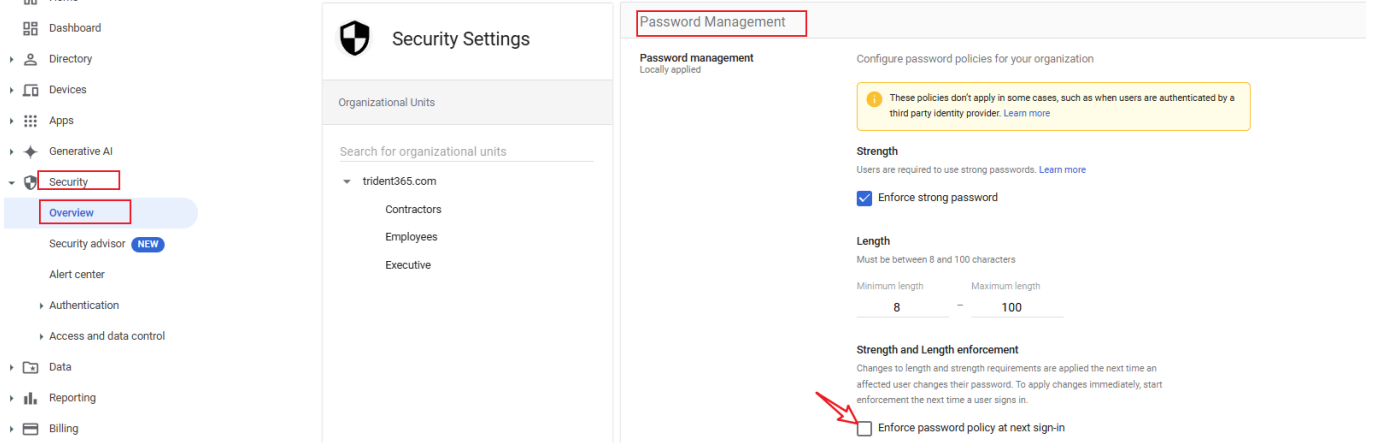 Home
Dashboard
Directory
Devices
Apps
Generative AI
Security
Overview
Security advisor NEW
Alert center
Authentication
Access and data control
Data
Reporting
Billing
Security Settings
Organizational Units
Search for organizational units
trident365.com
Contractors
Employees
Executive
Password Management
Password management
Locally applied
Configure password policies for your organization
These policies don't apply in some cases, such as when users are authenticated by a
third party identity provider. Learn more
Strength
Users are required to use strong passwords. Learn more
Enforce strong password
Length
Must be between 8 and 100 characters
Minimum length
Maximum length
8
–
100
Strength and Length enforcement
Changes to length and strength requirements are applied the next time an
affected user changes their password. To apply changes immediately, start
enforcement the next time a user signs in.
Enforce password policy at next sign-in